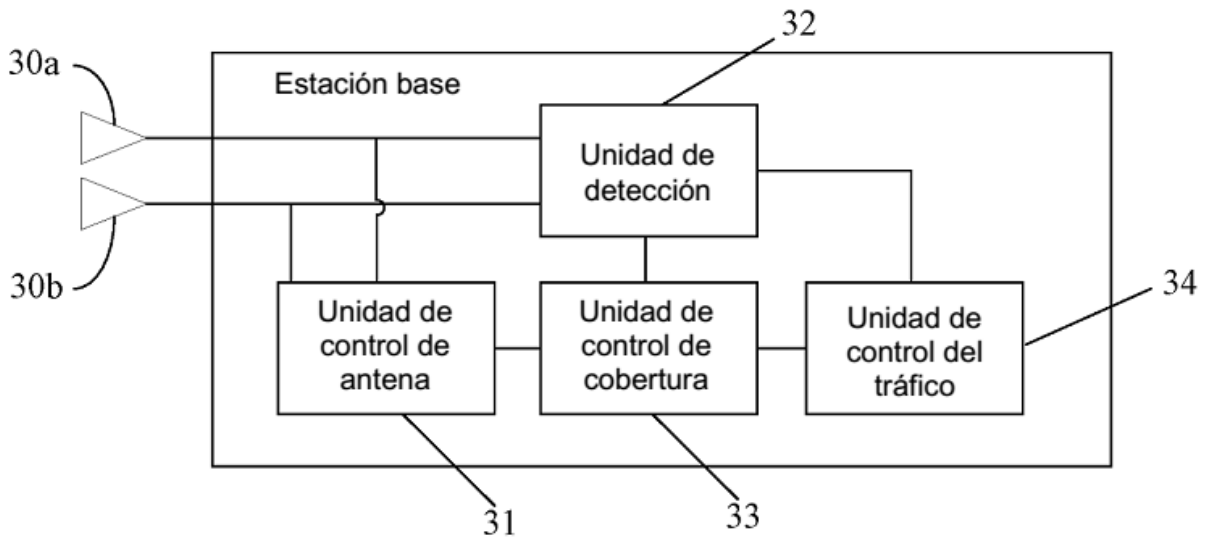 32
30a
Estación base
Unidad de
detección
30b
34
Unidad de
control de
antena
Unidad de
control de
cobertura
Unidad de
control del
tráfico
31
33